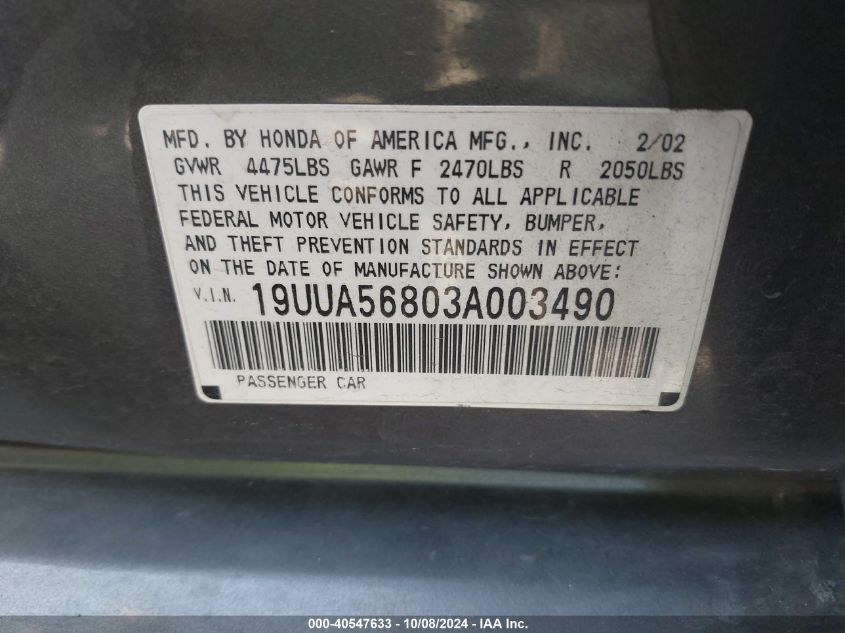 MFD. BY HONDA OF AMERICA MFG., INC. 2/02
GVWR 4475LBS GAWR F 2470LBS R 2050LBS
THIS VEHICLE CONFORMS TO ALL APPLICABLE
FEDERAL MOTOR VEHICLE SAFETY, BUMPER,
AND THEFT PREVENTION STANDARDS IN EFFECT
ON THE DATE OF MANUFACTURE SHOWN ABOVE:
V.I.N. 19UUA56803A003490
PASSENGER CAR
000-40547633 - 10/08/2024 - IAA Inc.